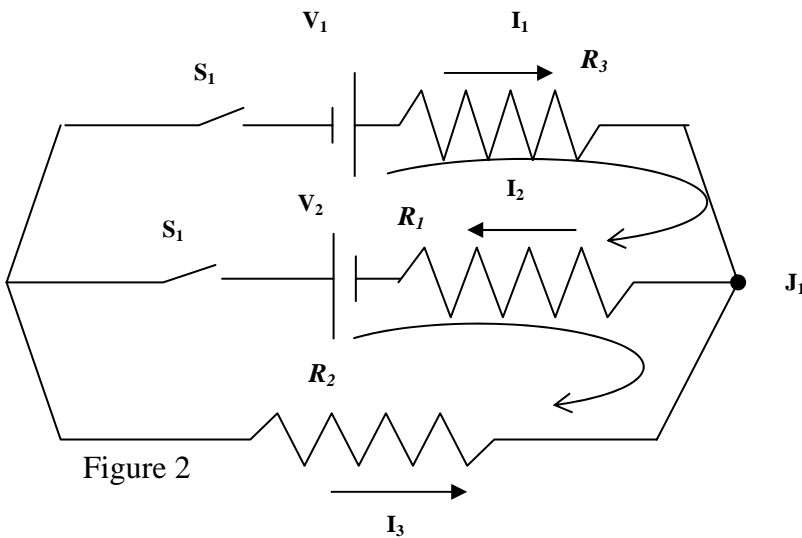 V₁ I₁
S₁ R₃
I₂
V₂ R₁
S₁
J₁
R₂
Figure 2
I₃